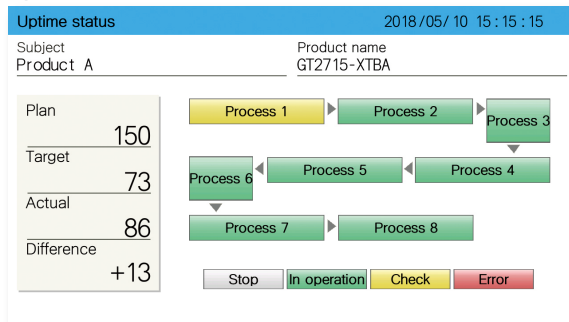 Uptime status 2018/05/10 15:15:15
Subject
Product A
Product name
GT2715-XTBA
Plan
150
Target
73
Actual
86
Difference
+13
Process 1 Process 2 Process 3
Process 6 Process 5 Process 4
Process 7 Process 8
Stop In operation Check Error